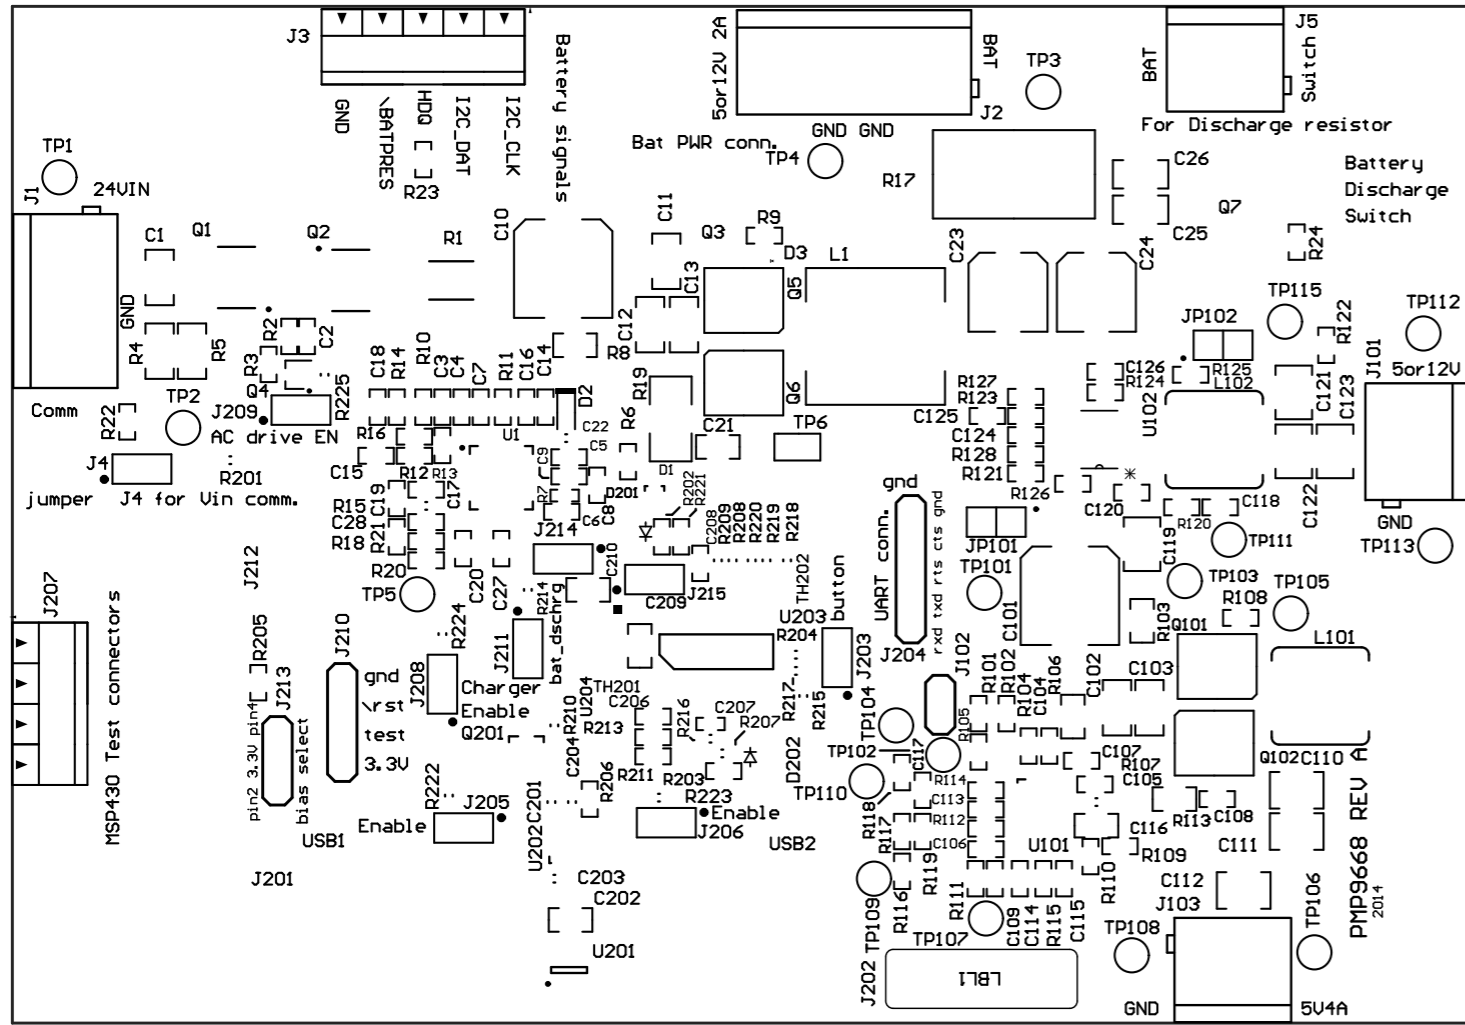 J3
GND
\BATPRES
HDQ
I2C_DAT
I2C_CLK
Battery signals
R23
5or12V 2A
BAT
J2
GND GND
Bat PWR conn.
TP3
TP4
BAT
J5
Switch
For Discharge resistor
Battery
Discharge
Switch
TP1
J1
24VIN
GND
C1
Q1
Q2
R1
C10
C11
Q3
R9
D3
L1
R17
C26
C25
Q7
C23
C24
R24
C13
Q5
C12
R8
R4
R5
R2
C2
R3
Q4
R225
C18
R14
R10
C3
C4
C7
R11
C16
C14
D2
R19
R6
Q6
TP6
C21
TP115
TP112
JP102
R122
R125
L102
J101
5or12V
C126
R124
R127
R123
C125
C124
R128
R121
U102
C121
C123
Comm
R22
TP2
J209
AC drive EN
R201
J4
jumper
J4 for Vin comm.
R16
C15
R12
R13
U1
C22
C5
C9
R7
C6
C8
D201
D1
R202
R221
R15
C19
C17
C28
R18
R21
R20
TP5
C20
C27
J214
C210
R214
C208
R209
R208
R220
R219
R218
TH202
C209
J215
gnd
UART conn.
rxd txd rts cts gnd
J204
R126
JP101
TP101
C120
R120
C118
C122
GND
TP113
TP111
C119
TP103
TP105
C101
R103
R108
Q101
L101
J212
J207
MSP430 Test connectors
R205
J213
pin2 3.3V pin4
bias select
J210
gnd
\rst
test
3.3V
R224
J208
Charger
Enable
Q201
J211
bat_dschrg
U203
R204
button
J203
TH201
C206
U204
R210
R213
C204
R211
R206
R216
C207
R207
R203
R217
R215
D202
TP104
TP102
TP110
J102
R101
R102
R104
C104
R106
C102
C103
R105
C117
R114
C113
R118
R117
R112
C106
R119
R116
TP109
R111
TP107
C109
C114
R115
C115
U101
R110
C107
R107
C105
C116
R109
R113
C108
Q102
C110
C111
C112
J103
TP106
TP108
GND
5V4A
PMP9668 REV A
2014
R222
J205
Enable
USB1
J201
C201
U202
C203
C202
U201
R223
Enable
J206
USB2
J202
LBL1